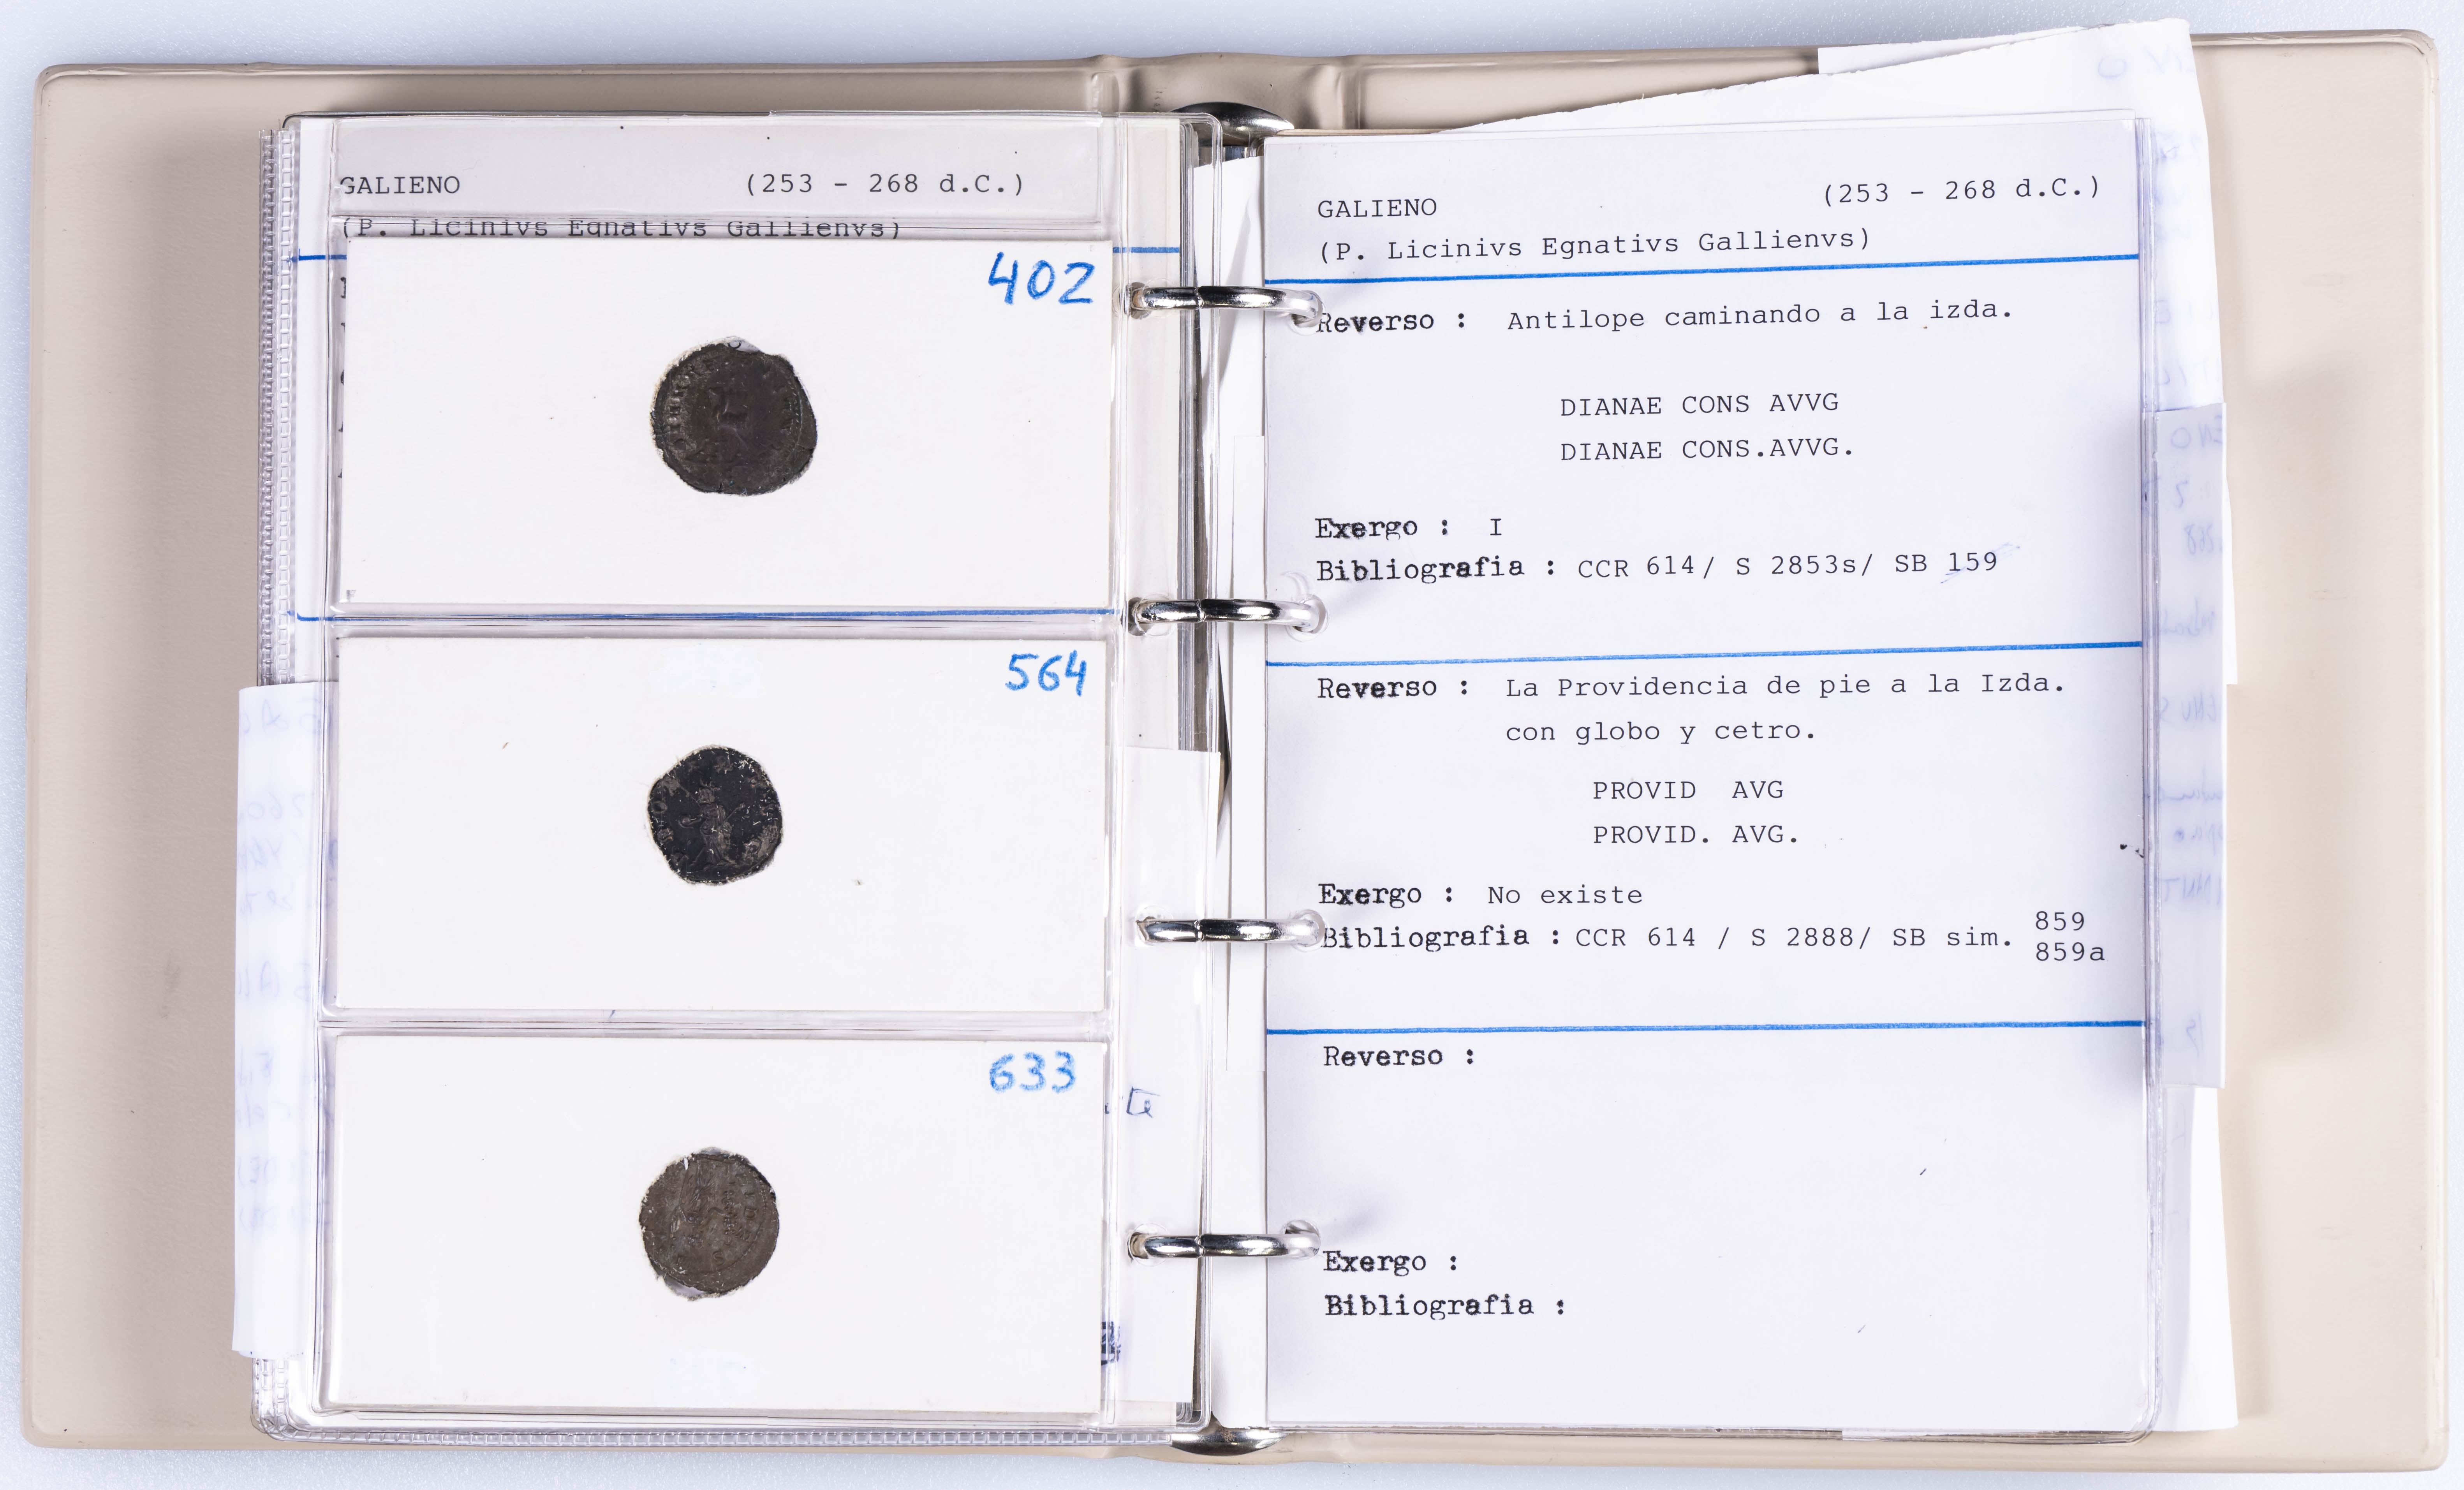 GALIENO (253 - 268 d.C.)
(P. Licinivs Egnativs Gallienvs)
402
564
633
GALIENO (253 - 268 d.C.)
(P. Licinivs Egnativs Gallienvs)
Reverso : Antilope caminando a la izda.
DIANAE CONS AVVG
DIANAE CONS.AVVG.
Exergo : I
Bibliografia : CCR 614/ S 2853s/ SB 159
Reverso : La Providencia de pie a la Izda.
con globo y cetro.
PROVID AVG
PROVID. AVG.
Exergo : No existe
Bibliografia : CCR 614 / S 2888/ SB sim. 859
859a
Reverso :
Exergo :
Bibliografia :